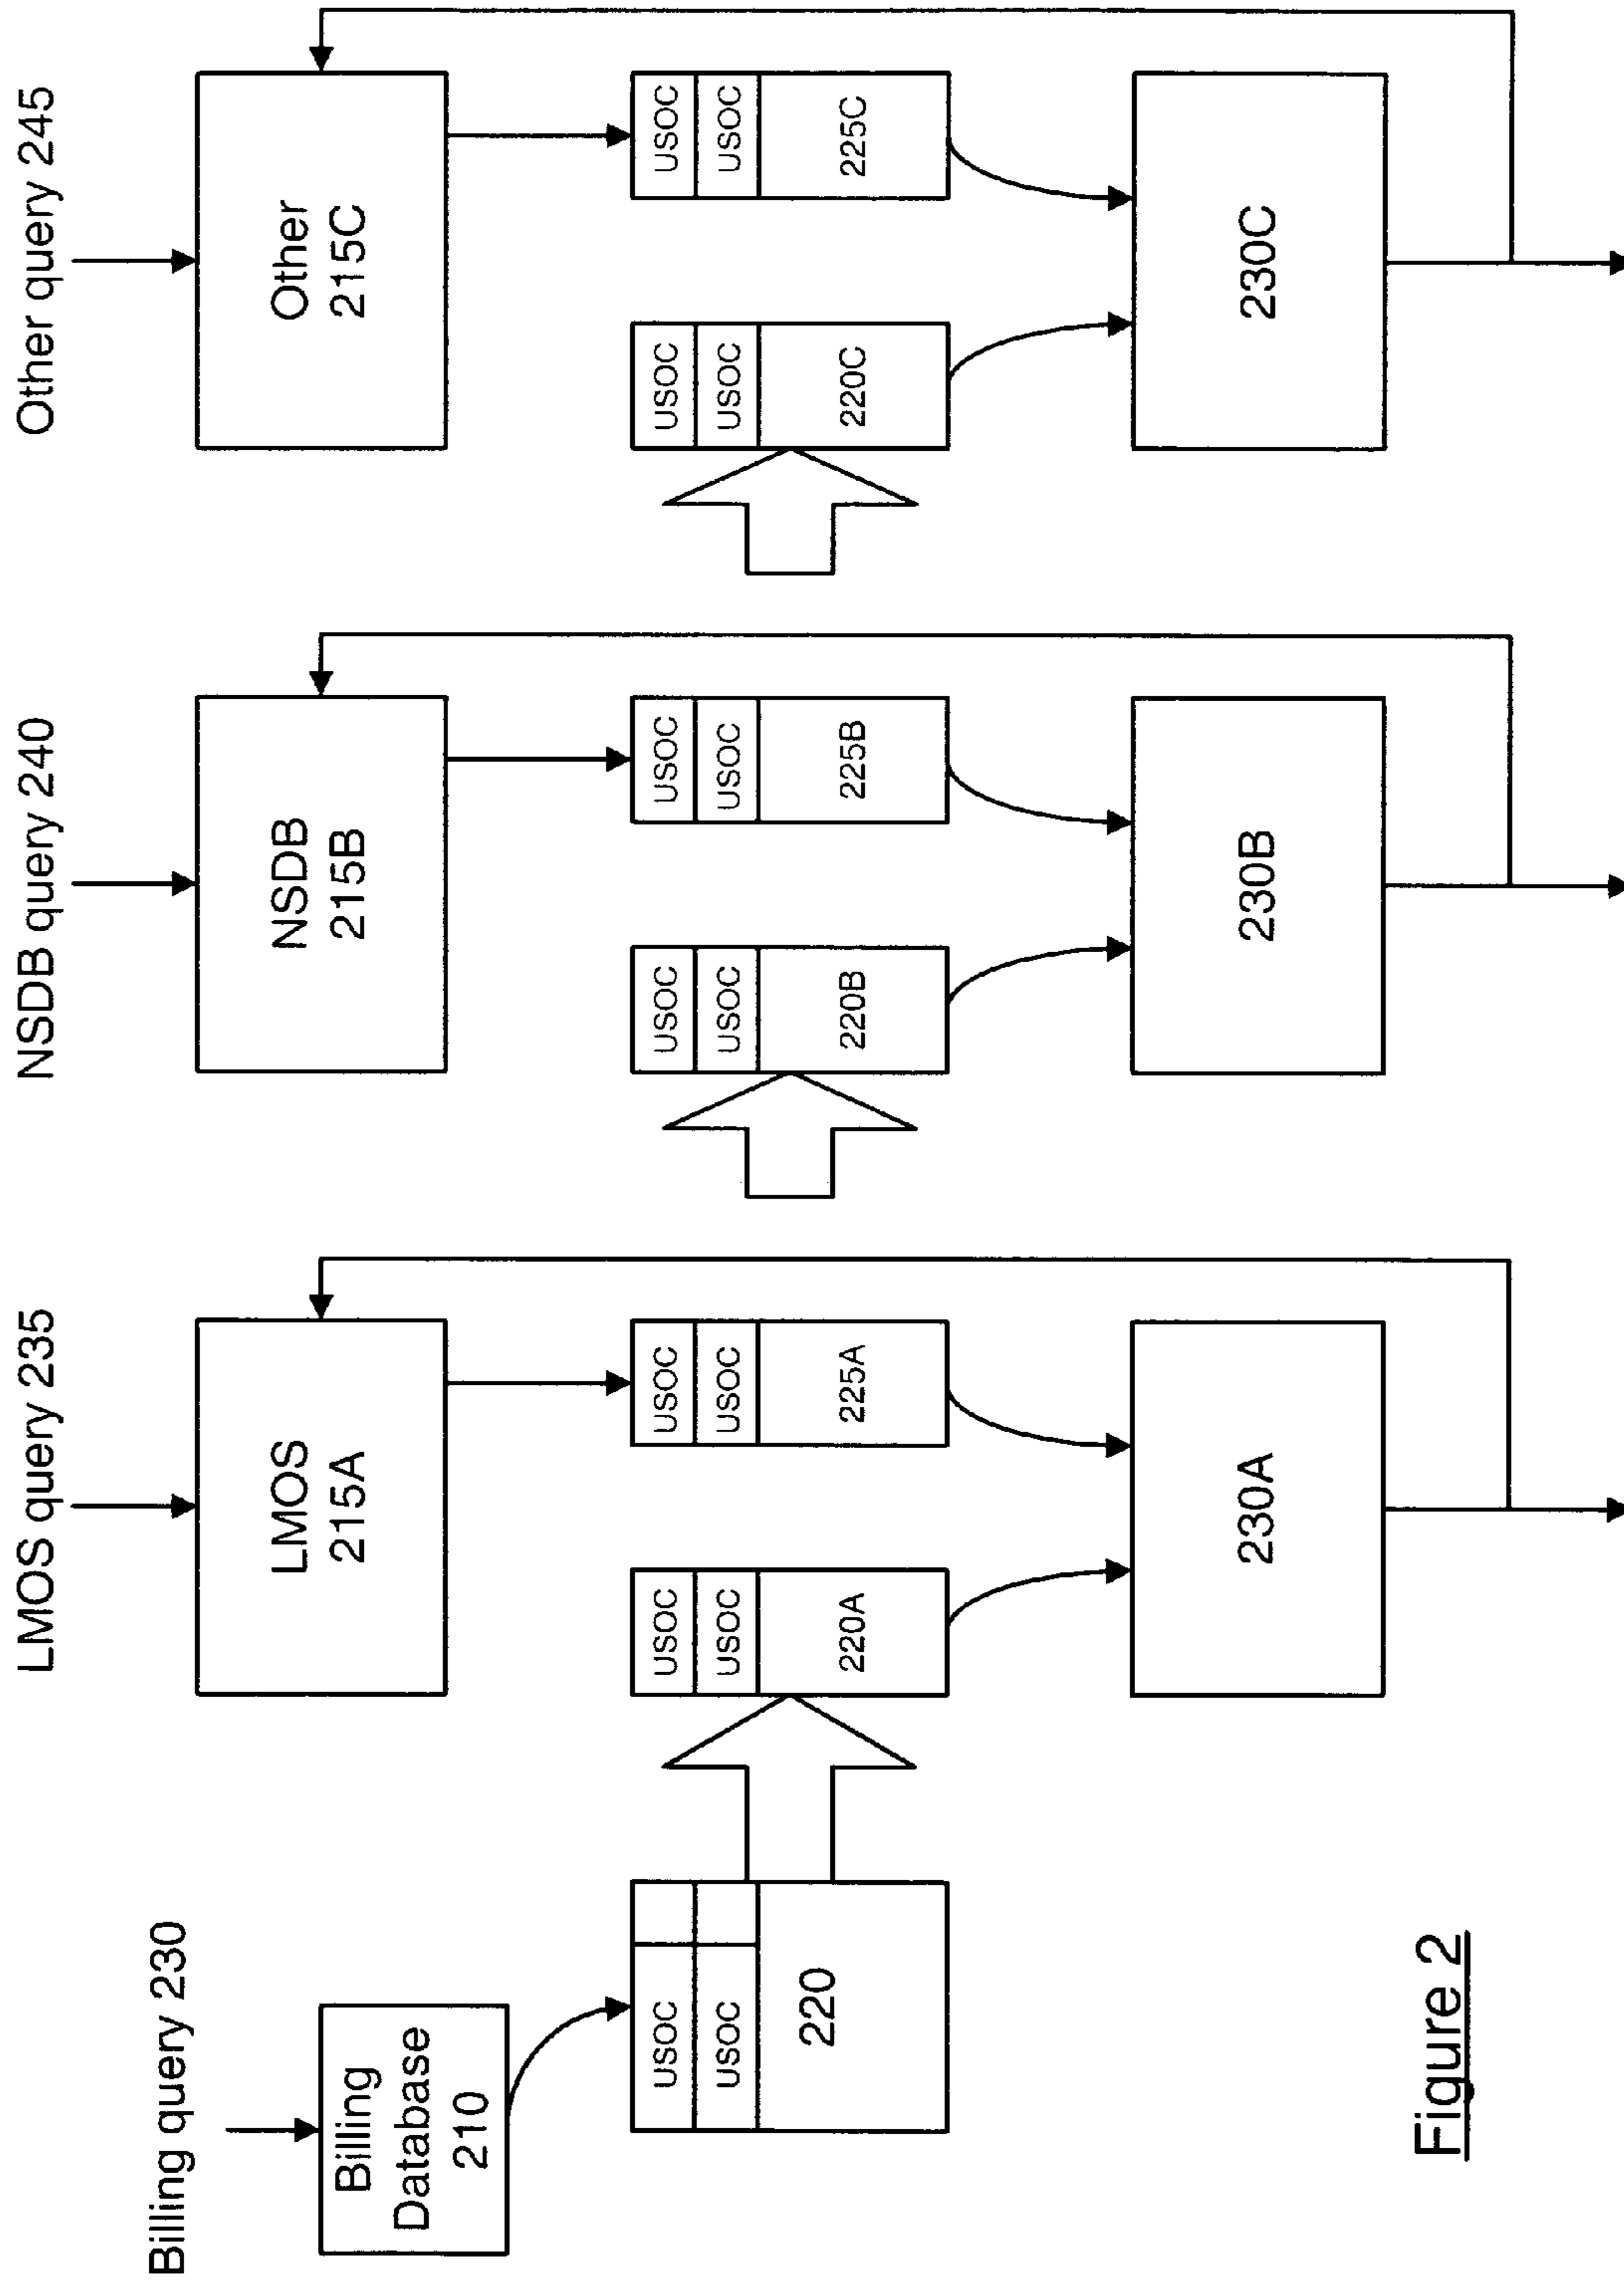 Billing query 230
LMOS query 235
NSDB query 240
Other query 245
Billing
Database
210
LMOS
215A
NSDB
215B
Other
215C
USOC
USOC
220
USOC
USOC
220A
USOC
USOC
225A
USOC
USOC
220B
USOC
USOC
225B
USOC
USOC
220C
USOC
USOC
225C
230A
230B
230C
Figure 2